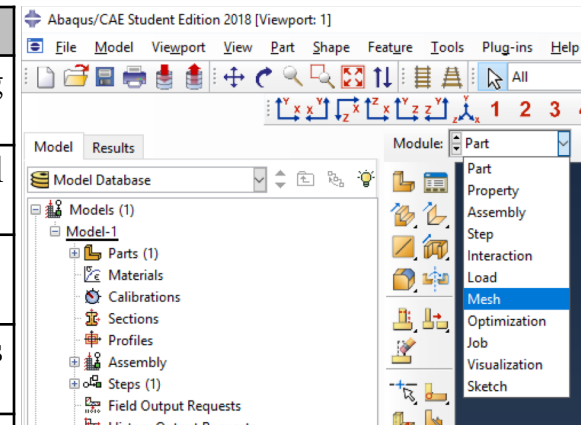 Abaqus/CAE Student Edition 2018 [Viewport: 1]
File Model Viewport View Part Shape Feature Tools Plug-ins Help
All
1 2 3
Model Results
Module: Part
Model Database
Part
Property
Assembly
Step
Interaction
Load
Mesh
Optimization
Job
Visualization
Sketch
Models (1)
Model-1
Parts (1)
Materials
Calibrations
Sections
Profiles
Assembly
Steps (1)
Field Output Requests